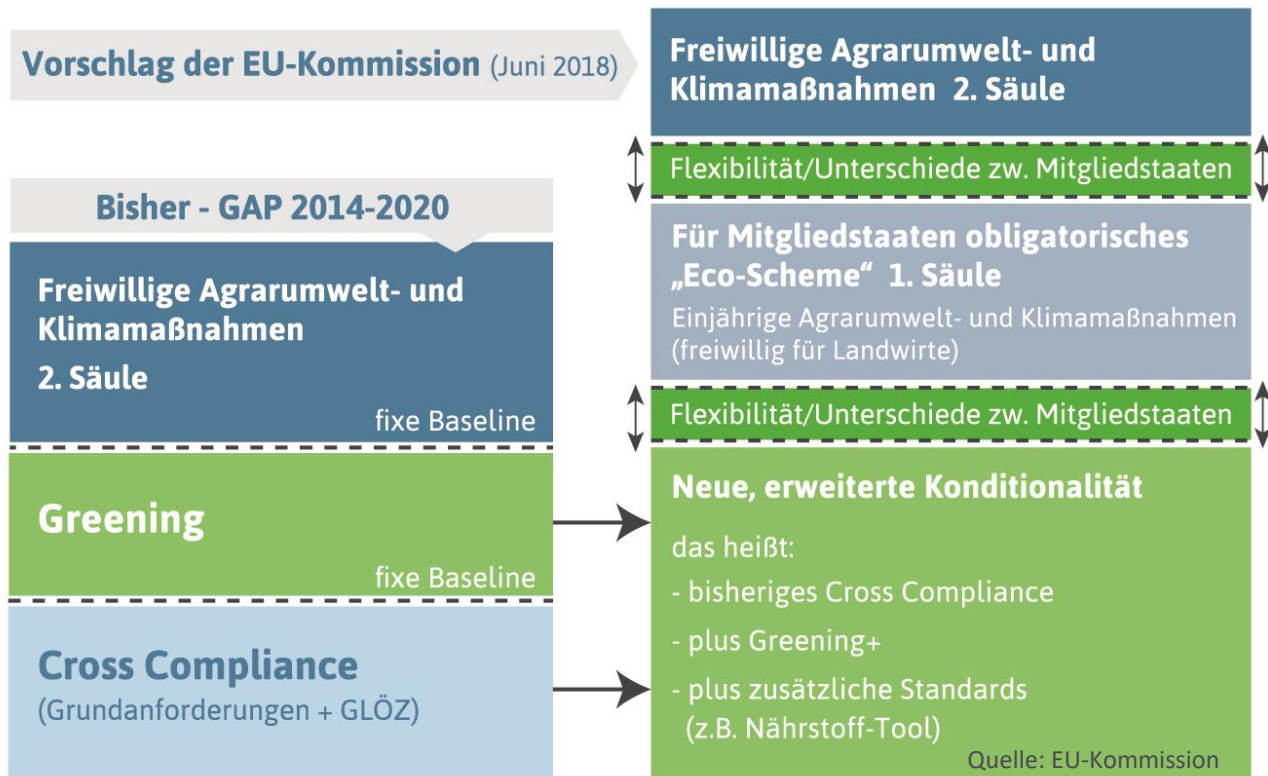 Vorschlag der EU-Kommission (Juni 2018)
Bisher - GAP 2014-2020
Freiwillige Agrarumwelt- und
Klimamaßnahmen
2. Säule
fixe Baseline
Greening
fixe Baseline
Cross Compliance
(Grundanforderungen + GLÖZ)
Freiwillige Agrarumwelt- und
Klimamaßnahmen 2. Säule
Flexibilität/Unterschiede zw. Mitgliedstaaten
Für Mitgliedstaaten obligatorisches
„Eco-Scheme“ 1. Säule
Einjährige Agrarumwelt- und Klimamaßnahmen
(freiwillig für Landwirte)
Flexibilität/Unterschiede zw. Mitgliedstaaten
Neue, erweiterte Konditionalität
das heißt:
- bisheriges Cross Compliance
- plus Greening+
- plus zusätzliche Standards
(z.B. Nährstoff-Tool)
Quelle: EU-Kommission